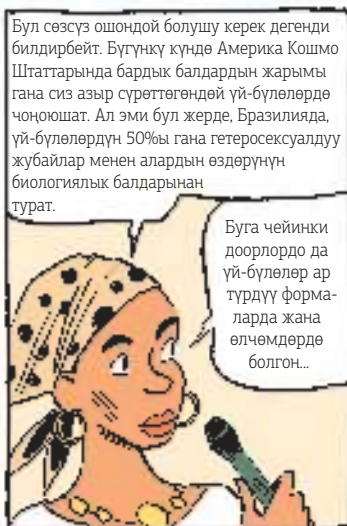 Бул сөзсүз ошондой болушу керек дегенди
билдирбейт. Бүгүнкү күндө Америка Кошмо
Штаттарында бардык балдардын жарымы
гана сиз азыр сүрөттөгөндөй үй-бүлөлөрдө
чоңоюшат. Ал эми бул жерде, Бразилияда,
үй-бүлөлөрдүн 50%ы гана гетеросексуалдуу
жубайлар менен алардын өздөрүнүн
биологиялык балдарынан
турат.
Буга чейинки
доорлордо да
үй-бүлөлөр ар
түрдүү форма-
ларда жана
өлчөмдөрдө
болгон...